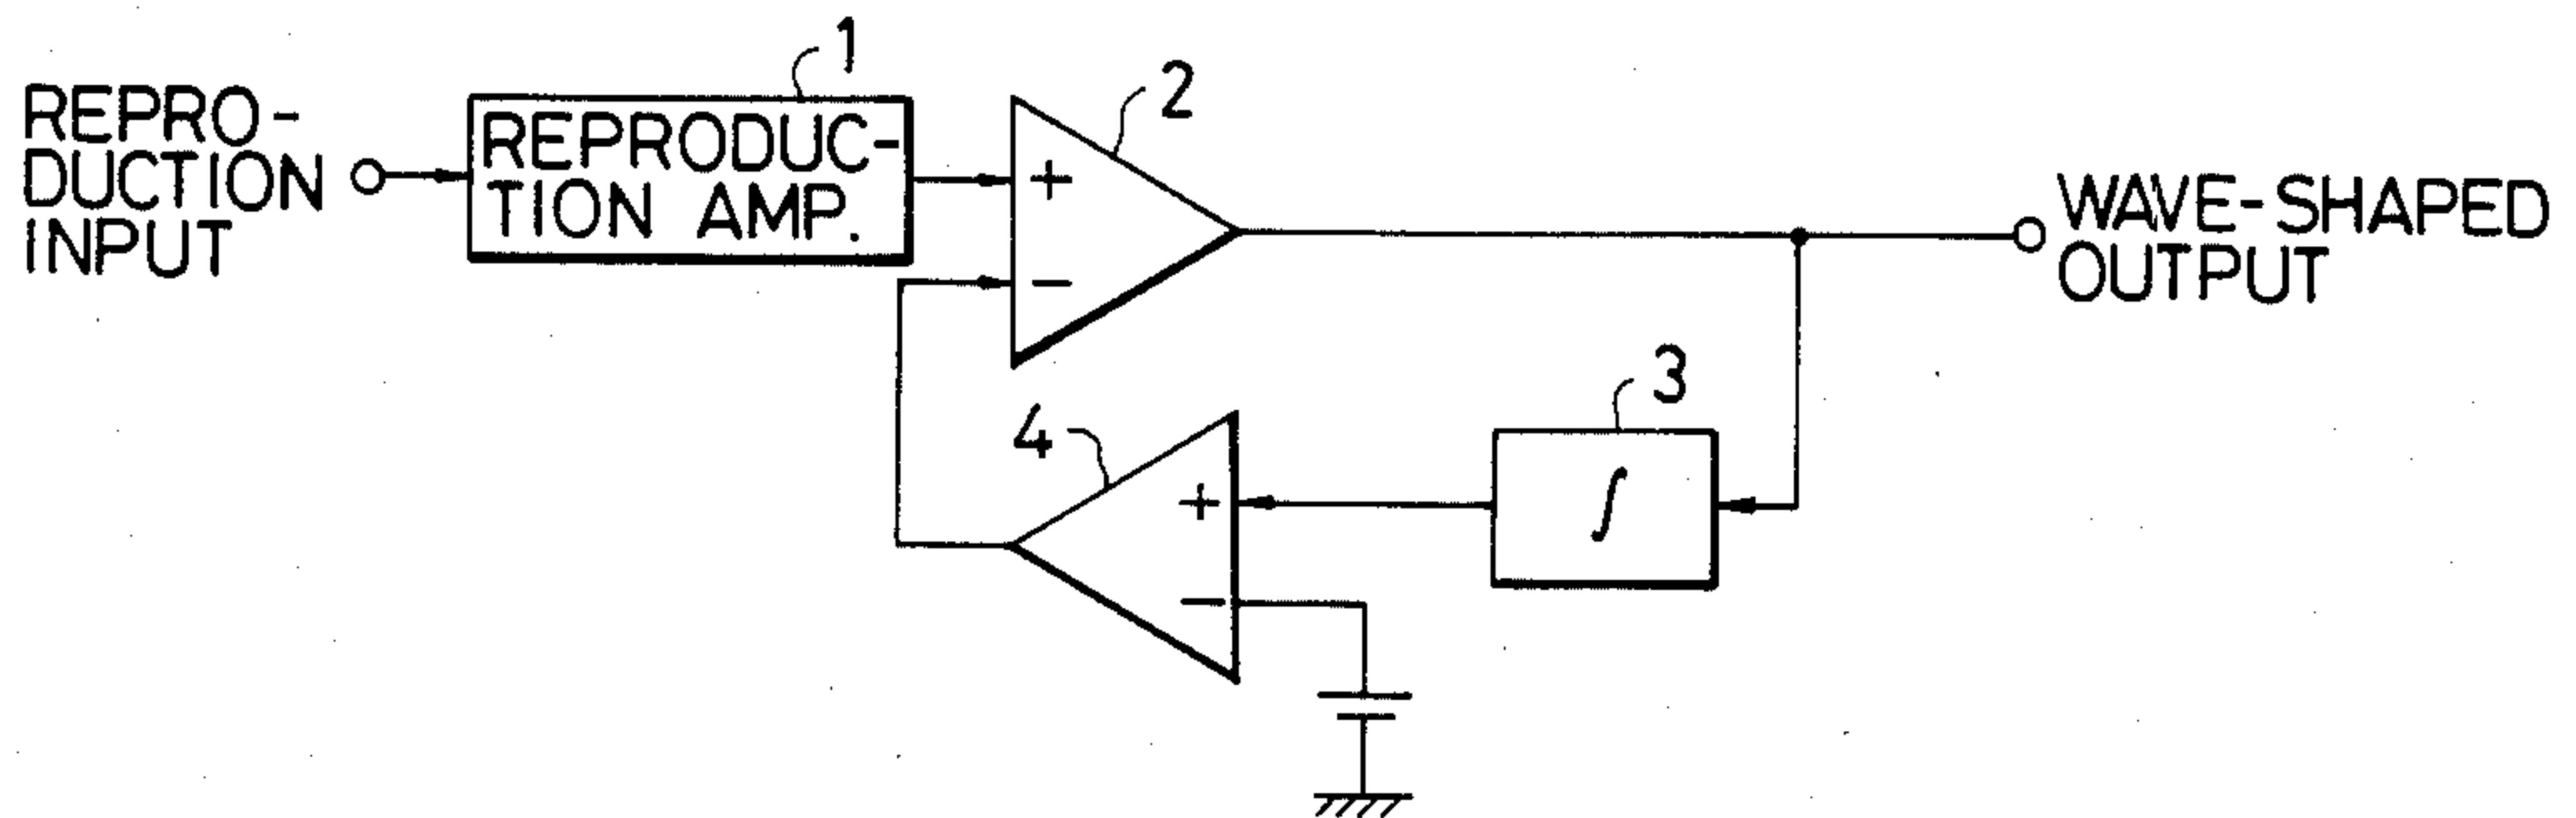 1
2
REPRO-
DUCTION
INPUT
REPRODUC-
TION AMP.
+
−
WAVE-SHAPED
OUTPUT
3
4
+
∫
−